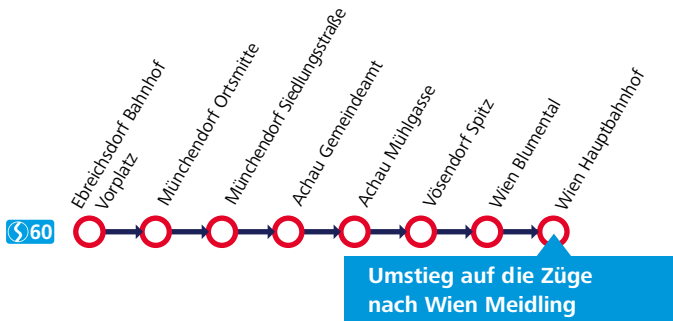 Ebreichsdorf Bahnhof
Vorplatz
Münchendorf Ortsmitte
Münchendorf Siedlungsstraße
Achau Gemeindeamt
Achau Mühlgasse
Vösendorf Spitz
Wien Blumental
Wien Hauptbahnhof
S 60
Umstieg auf die Züge
nach Wien Meidling